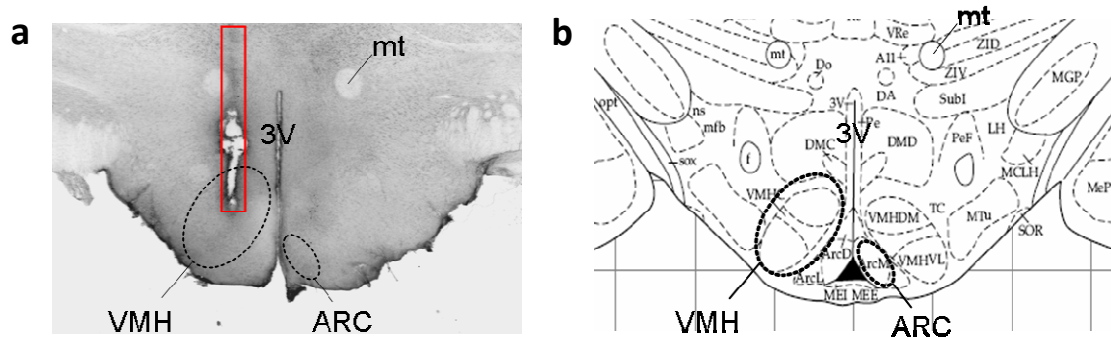 a
mt
3V
VMH
ARC
b
mt
VRe
mt
A11
ZID
Do
ZIV
MGP
DA
SubI
opt
3V
ns
Pe
mfb
3V
LH
DMC
DMD
PeF
f
sox
MCLH
MeP
VMH
TC
VMHDM
MTu
SOR
ArcD
ArcM
VMHVL
ArcL
MEI
MEE
VMH
ARC